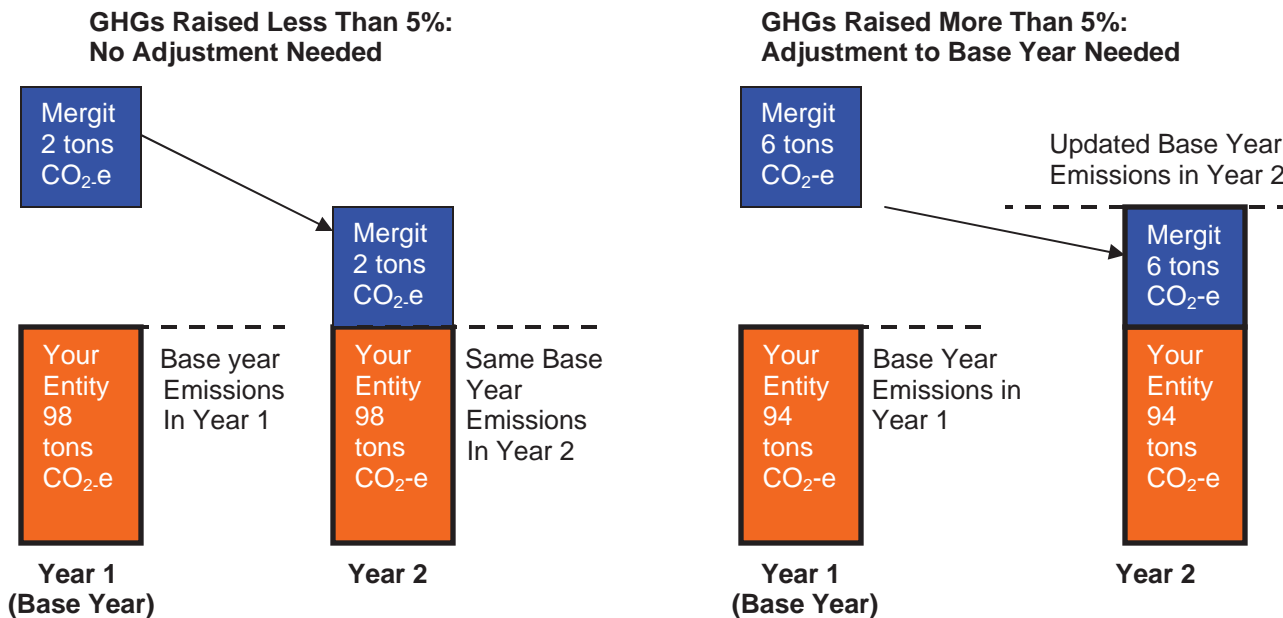 GHGs Raised Less Than 5%:
No Adjustment Needed
Mergit
2 tons
CO₂-e
Mergit
2 tons
CO₂-e
Your
Entity
98
tons
CO₂-e
Base year
Emissions
In Year 1
Your
Entity
98
tons
CO₂-e
Same Base
Year
Emissions
In Year 2
Year 1
(Base Year)
Year 2
GHGs Raised More Than 5%:
Adjustment to Base Year Needed
Mergit
6 tons
CO₂-e
Updated Base Year
Emissions in Year 2
Mergit
6 tons
CO₂-e
Your
Entity
94
tons
CO₂-e
Base Year
Emissions in
Year 1
Your
Entity
94
tons
CO₂-e
Year 1
(Base Year)
Year 2